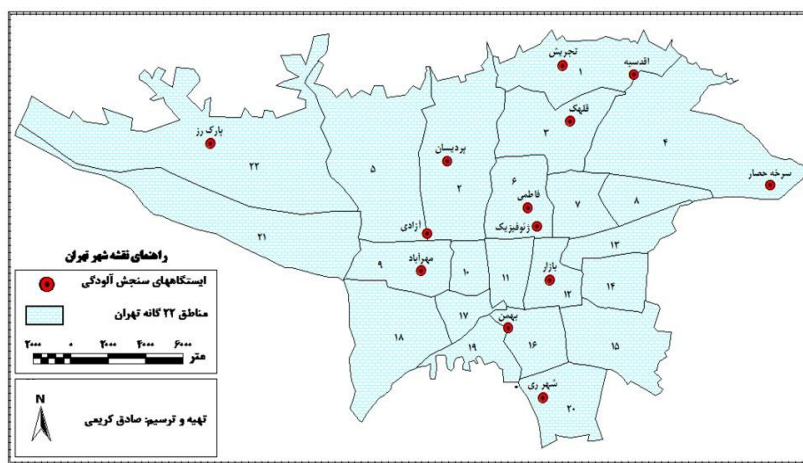 تجریش
۱
اقدسیه
قلهک
۳
۴
پارک رز
۲۲
۵
پردیسان
۲
۶
فاطمی
ژئوفیزیک
۷
۸
سرخه حصار
۲۱
آزادی
۹
مهرآباد
۱۰
۱۱
بازار
۱۲
۱۳
۱۴
۱۷
۱۸
۱۹
بهمن
۱۶
۱۵
شهر ری
۲۰
راهنمای نقشه شهر تهران
ایستگاههای سنجش آلودگی
مناطق ۲۲ گانه تهران
۲۰۰۰ ۰ ۲۰۰۰ ۴۰۰۰ ۶۰۰۰
متر
N
تهیه و ترسیم: صادق کریمی